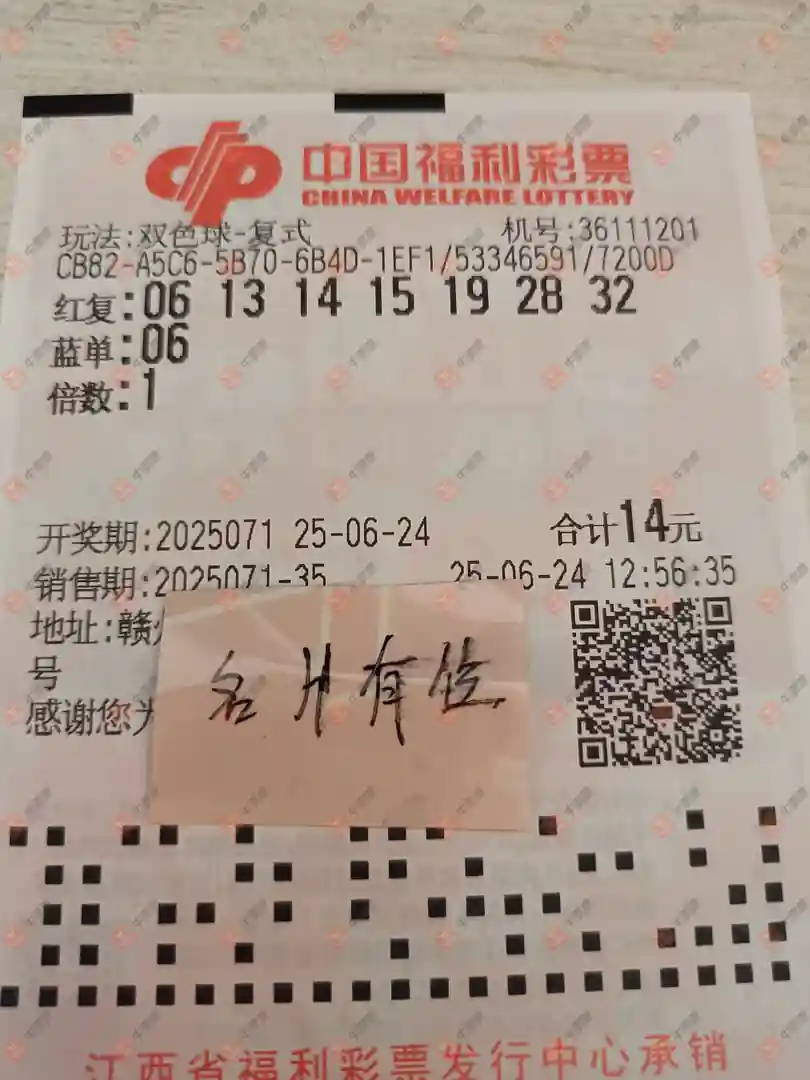 中国福利彩票
CHINA WELFARE LOTTERY
玩法:双色球-复式 机号:36111201
CB82-A5C6-5B70-6B4D-1EF1/53346591/7200D
红复:06 13 14 15 19 28 32
蓝单:06
倍数:1
开奖期:2025071 25-06-24 合计14元
销售期:2025071-35 25-06-24 12:56:35
地址:赣
号
感谢您为
名片有
江西省福利彩票发行中心承销